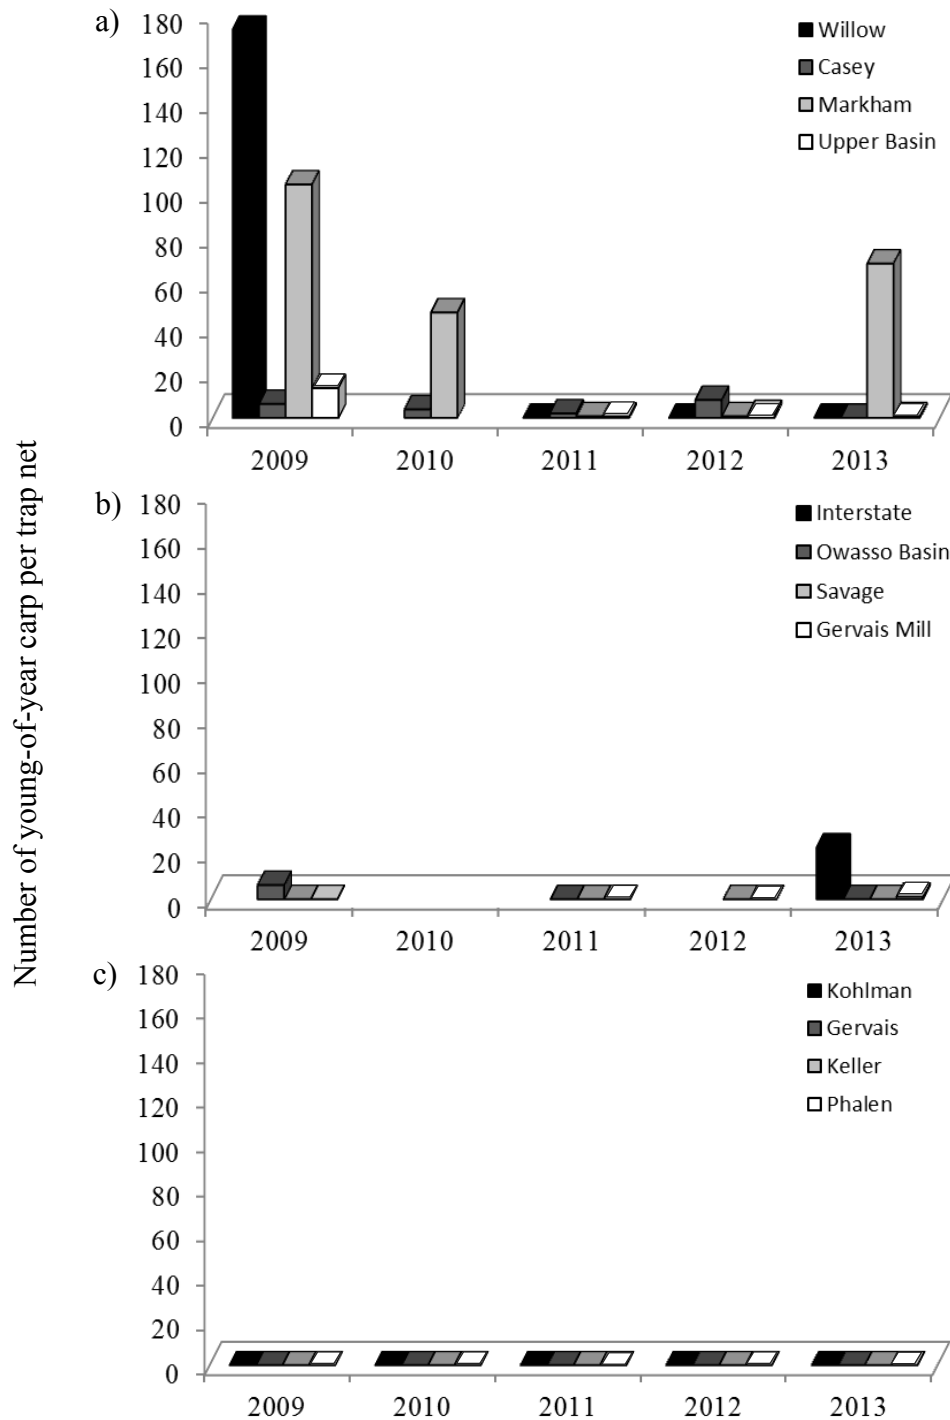 a)
180
160
140
120
100
80
60
40
20
0
Willow
Casey
Markham
Upper Basin
2009 2010 2011 2012 2013
Number of young-of-year carp per trap net
b)
180
160
140
120
100
80
60
40
20
0
Interstate
Owasso Basin
Savage
Gervais Mill
2009 2010 2011 2012 2013
c)
180
160
140
120
100
80
60
40
20
0
Kohlman
Gervais
Keller
Phalen
2009 2010 2011 2012 2013